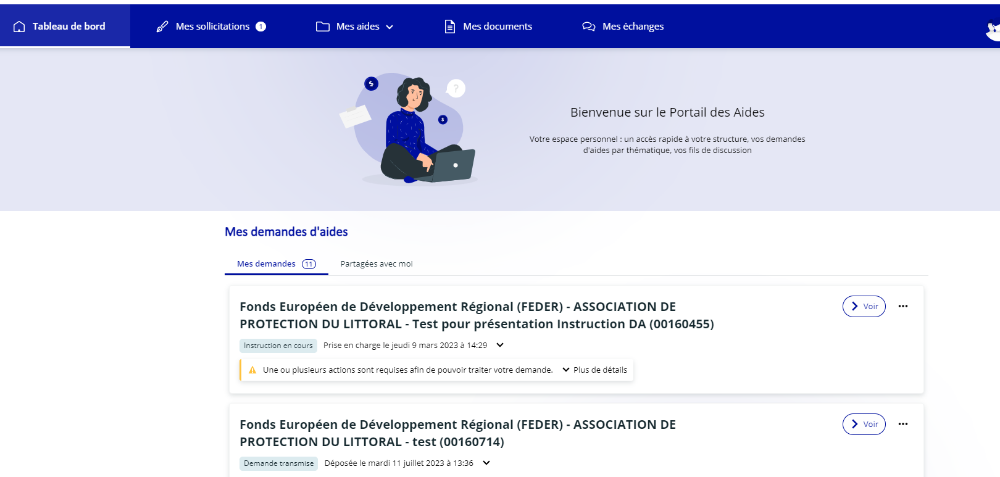 Tableau de bord
Mes sollicitations 1
Mes aides
Mes documents
Mes échanges
$
?
$
Bienvenue sur le Portail des Aides
Votre espace personnel : un accès rapide à votre structure, vos demandes
d'aides par thématique, vos fils de discussion
Mes demandes d'aides
Mes demandes 11
Partagées avec moi
Fonds Européen de Développement Régional (FEDER) - ASSOCIATION DE
PROTECTION DU LITTORAL - Test pour présentation Instruction DA (00160455)
Voir
Instruction en cours Prise en charge le jeudi 9 mars 2023 à 14:29
Une ou plusieurs actions sont requises afin de pouvoir traiter votre demande. Plus de détails
Fonds Européen de Développement Régional (FEDER) - ASSOCIATION DE
PROTECTION DU LITTORAL - test (00160714)
Voir
Demande transmise Déposée le mardi 11 juillet 2023 à 13:36